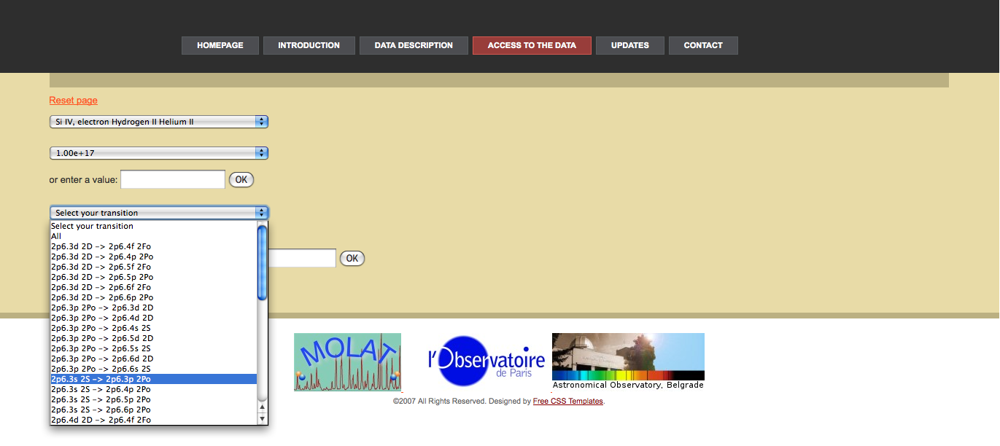 HOMEPAGE INTRODUCTION DATA DESCRIPTION ACCESS TO THE DATA UPDATES CONTACT
Reset page
Si IV, electron Hydrogen II Helium II
1.00e+17
or enter a value: OK
Select your transition
Select your transition
All
2p6.3d 2D -> 2p6.4f 2Fo
2p6.3d 2D -> 2p6.4p 2Po
OK
2p6.3d 2D -> 2p6.5f 2Fo
2p6.3d 2D -> 2p6.5p 2Po
2p6.3d 2D -> 2p6.6f 2Fo
2p6.3d 2D -> 2p6.6p 2Po
2p6.3p 2Po -> 2p6.3d 2D
2p6.3p 2Po -> 2p6.4d 2D
2p6.3p 2Po -> 2p6.4s 2S
2p6.3p 2Po -> 2p6.5d 2D
2p6.3p 2Po -> 2p6.5s 2S
2p6.3p 2Po -> 2p6.6d 2D
2p6.3p 2Po -> 2p6.6s 2S
2p6.3s 2S -> 2p6.3p 2Po
2p6.3s 2S -> 2p6.4p 2Po
2p6.3s 2S -> 2p6.5p 2Po
2p6.3s 2S -> 2p6.6p 2Po
2p6.4d 2D -> 2p6.4f 2Fo
MOLAT
l'Observatoire
de Paris
Astronomical Observatory, Belgrade
©2007 All Rights Reserved. Designed by Free CSS Templates.